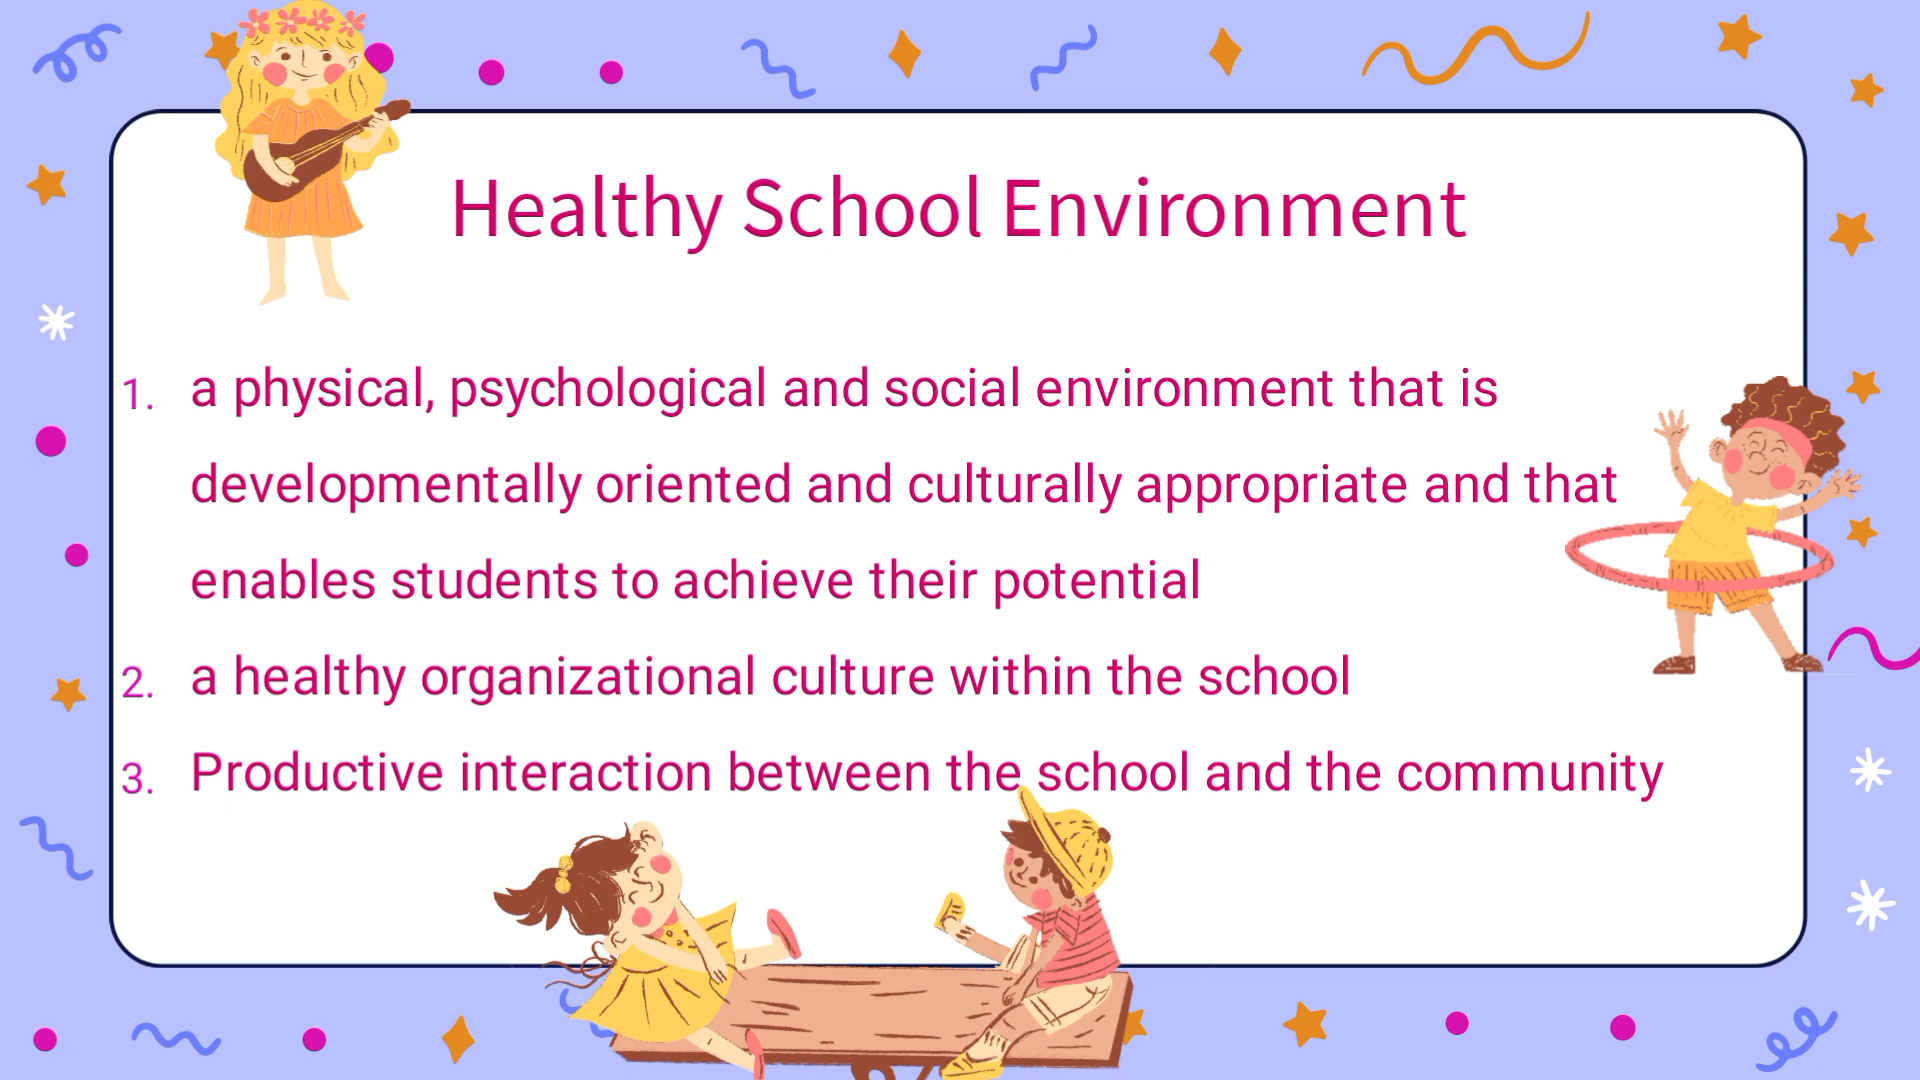 Healthy School Environment
1. a physical, psychological and social environment that is
developmentally oriented and culturally appropriate and that
enables students to achieve their potential
2. a healthy organizational culture within the school
3. Productive interaction between the school and the community